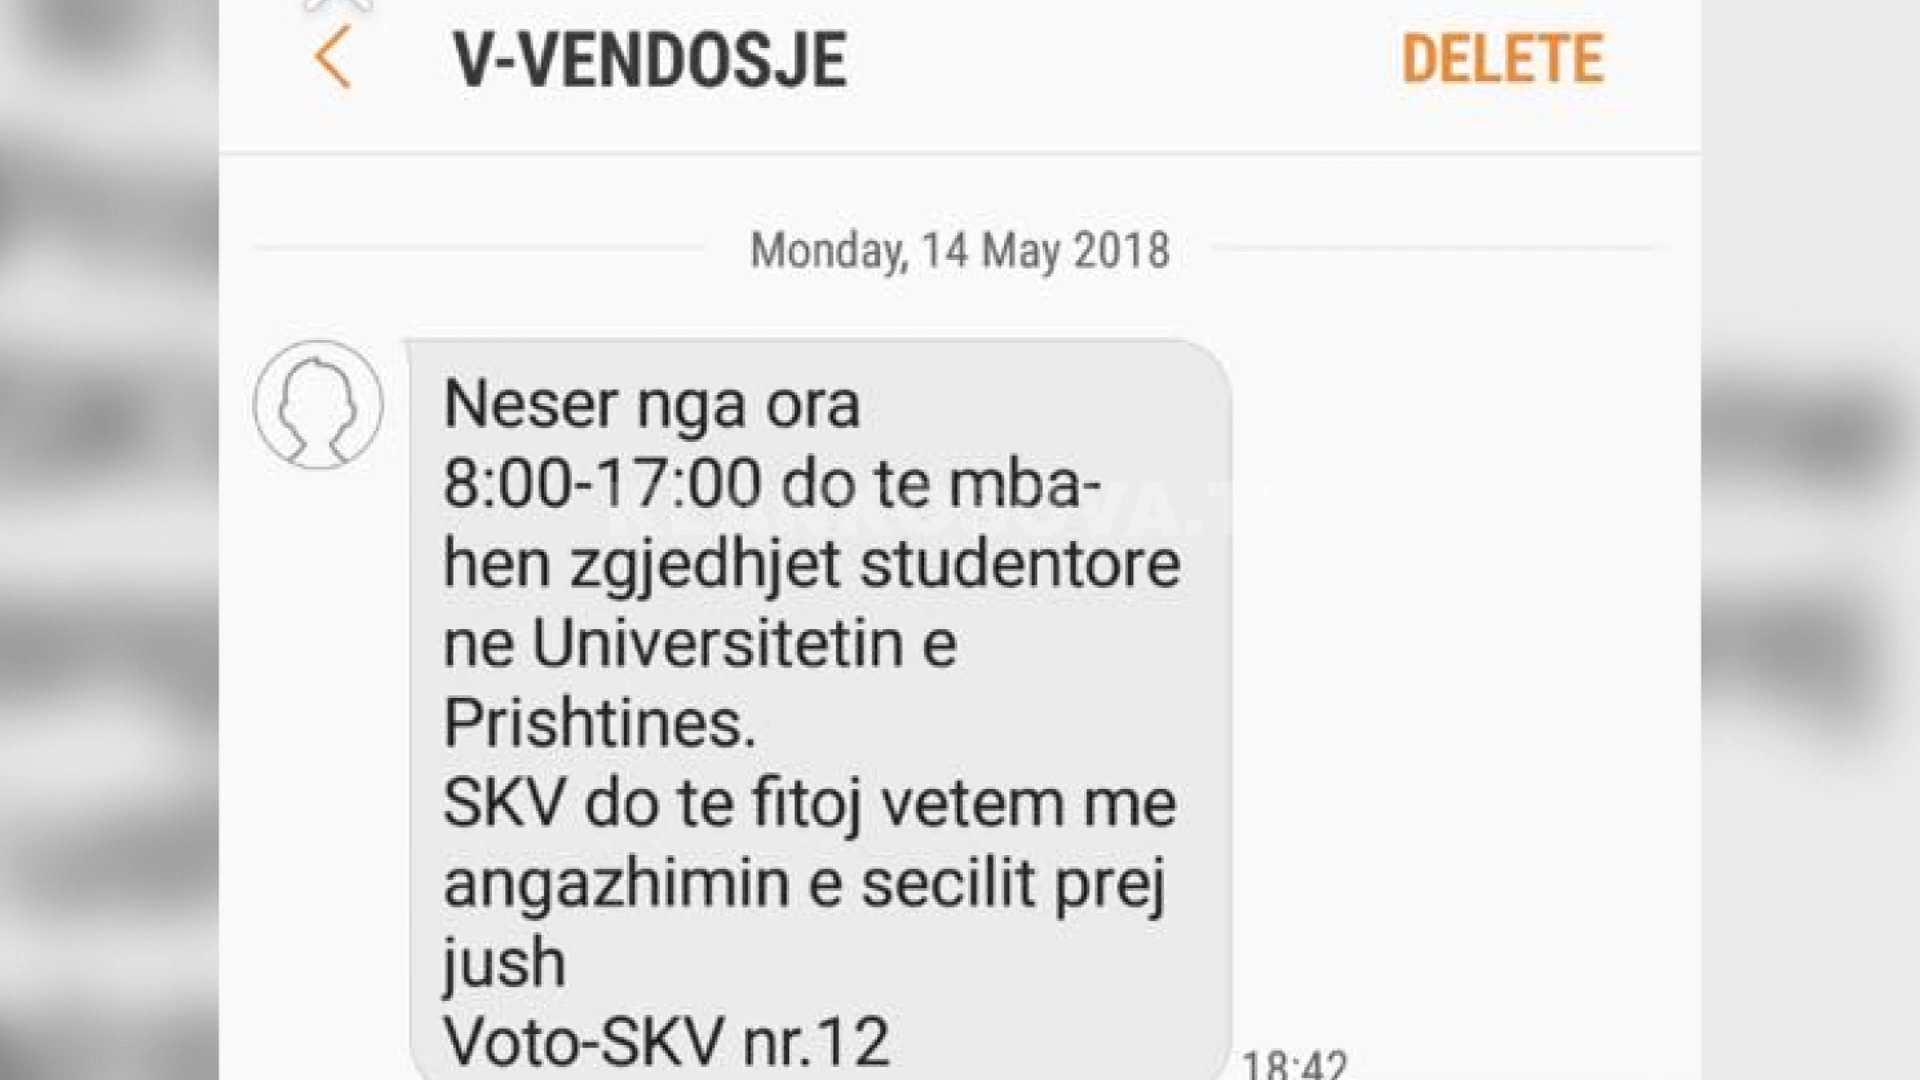 V-VENDOSJE
DELETE
Monday, 14 May 2018
Neser nga ora
8:00-17:00 do te mba-
hen zgjedhjet studentore
ne Universitetin e
Prishtines.
SKV do te fitoj vetem me
angazhimin e secilit prej
jush
Voto-SKV nr.12
18:42